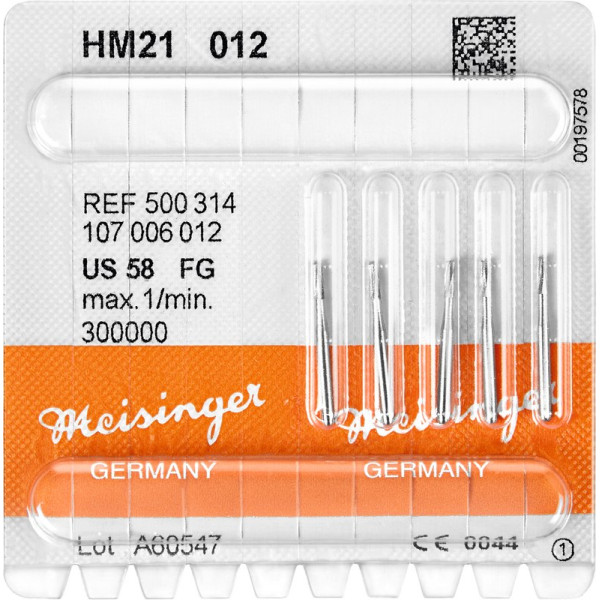 HM21 012
00197578
REF 500 314
107 006 012
US 58 FG
max.1/min.
300000
Meisinger Meisinger
GERMANY GERMANY
Lot A60547 CE 0044 1